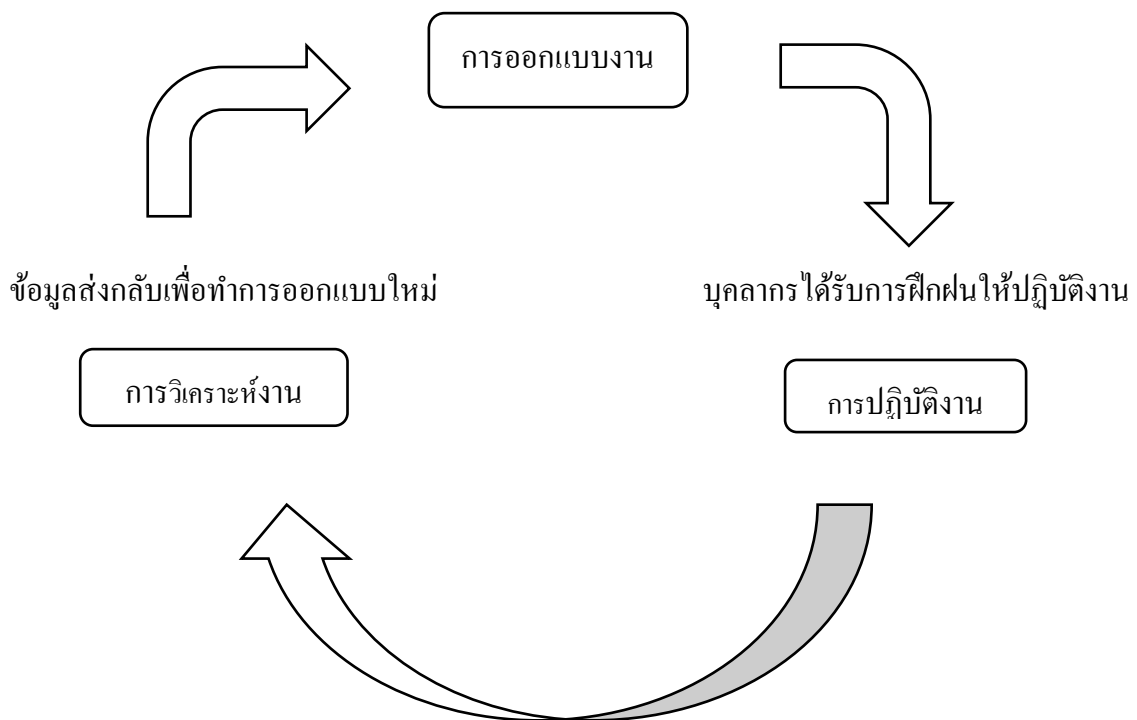 การออกแบบงาน
ข้อมูลส่งกลับเพื่อทำการออกแบบใหม่
บุคลากรได้รับการฝึกฝนให้ปฏิบัติงาน
การวิเคราะห์งาน
การปฏิบัติงาน